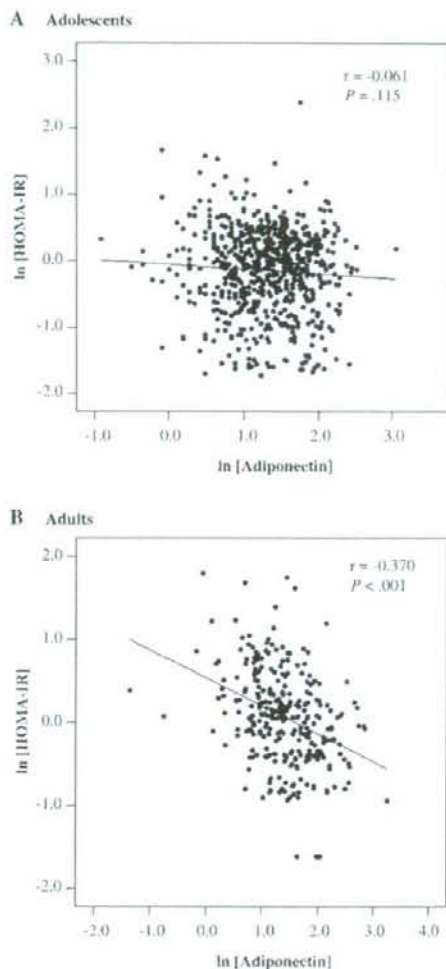 A Adolescents
r = -0.061
P = .115
3.0
2.0
1.0
0.0
-1.0
-2.0
ln [HOMA-IR]
-1.0 0.0 1.0 2.0 3.0
ln [Adiponectin]
B Adults
r = -0.370
P < .001
2.0
1.0
0.0
-1.0
-2.0
ln [HOMA-IR]
-2.0 -1.0 0.0 1.0 2.0 3.0 4.0
ln [Adiponectin]